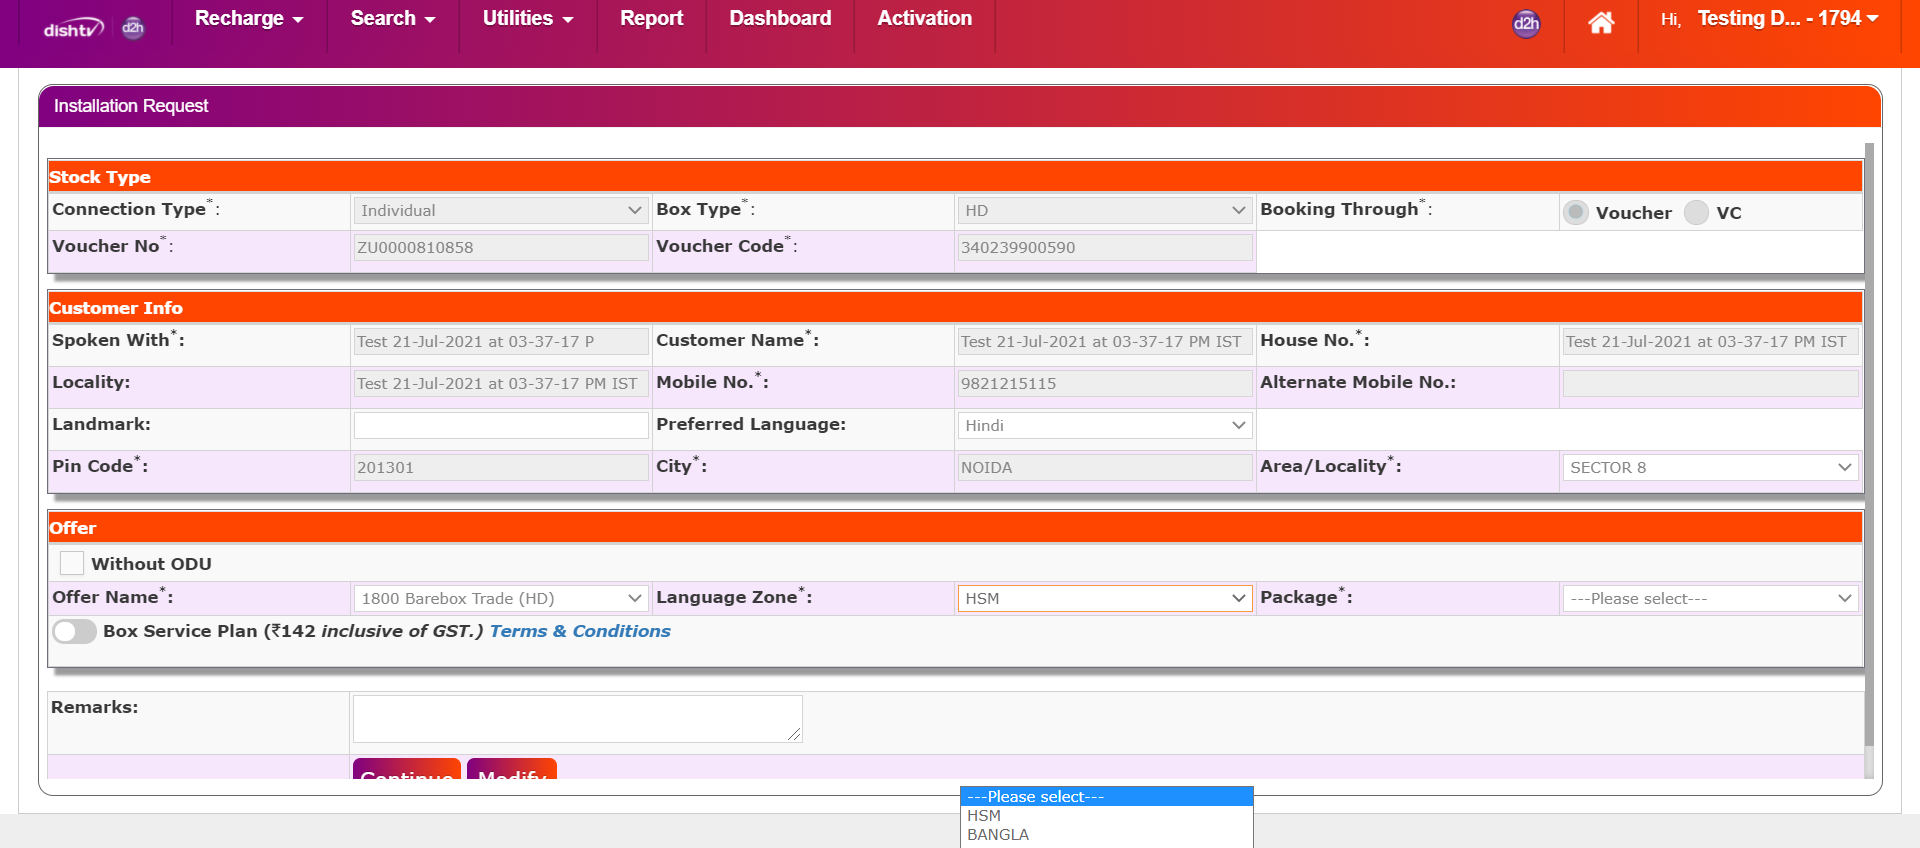 dishtv d2h Recharge Search Utilities Report Dashboard Activation d2h Hi, Testing D... - 1794
Installation Request
Stock Type
Connection Type*: Individual Box Type*: HD Booking Through*: Voucher VC
Voucher No*: ZU0000810858 Voucher Code*: 340239900590
Customer Info
Spoken With*: Test 21-Jul-2021 at 03-37-17 P Customer Name*: Test 21-Jul-2021 at 03-37-17 PM IST House No.*: Test 21-Jul-2021 at 03-37-17 PM IST
Locality: Test 21-Jul-2021 at 03-37-17 PM IST Mobile No.*: 9821215115 Alternate Mobile No.:
Landmark: Preferred Language: Hindi
Pin Code*: 201301 City*: NOIDA Area/Locality*: SECTOR 8
Offer
Without ODU
Offer Name*: 1800 Barebox Trade (HD) Language Zone*: HSM Package*: ---Please select---
Box Service Plan (₹142 inclusive of GST.) Terms & Conditions
Remarks:
Continue Modify
---Please select---
HSM
BANGLA